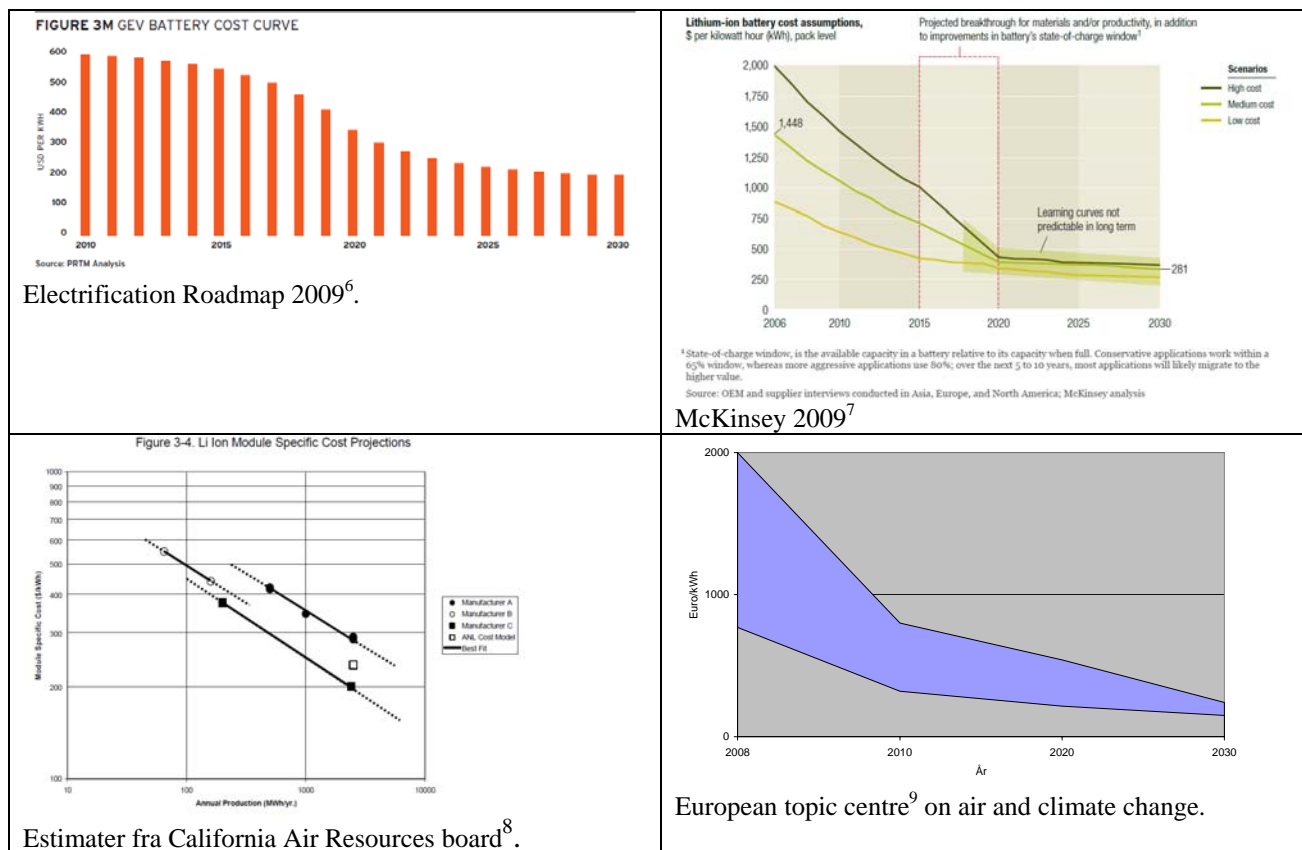 FIGURE 3M GEV BATTERY COST CURVE
600
500
400
300
200
100
0
USD PER KWH
2010
2015
2020
2025
2030
Source: PRTM Analysis
Electrification Roadmap 2009⁶.
Lithium-ion battery cost assumptions,
$ per kilowatt hour (kWh), pack level
Projected breakthrough for materials and/or productivity, in addition
to improvements in battery's state-of-charge window¹
2,000
1,750
1,500
1,250
1,000
750
500
250
0
1,448
Scenarios
High cost
Medium cost
Low cost
Learning curves not
predictable in long term
281
2006
2010
2015
2020
2025
2030
¹ State-of-charge window, is the available capacity in a battery relative to its capacity when full. Conservative applications work within a
65% window, whereas more aggressive applications use 80%; over the next 5 to 10 years, most applications will likely migrate to the
higher value.
Source: OEM and supplier interviews conducted in Asia, Europe, and North America; McKinsey analysis
McKinsey 2009⁷
Figure 3-4. Li Ion Module Specific Cost Projections
1000
900
800
700
600
500
400
300
200
100
Module Specific Cost ($/kWh)
10
100
1000
10000
Annual Production (MWh/yr.)
Manufacturer A
Manufacturer B
Manufacturer C
ANL Cost Model
Best Fit
Estimater fra California Air Resources board⁸.
2000
1000
0
Euro/kWh
2008
2010
2020
2030
År
European topic centre⁹ on air and climate change.